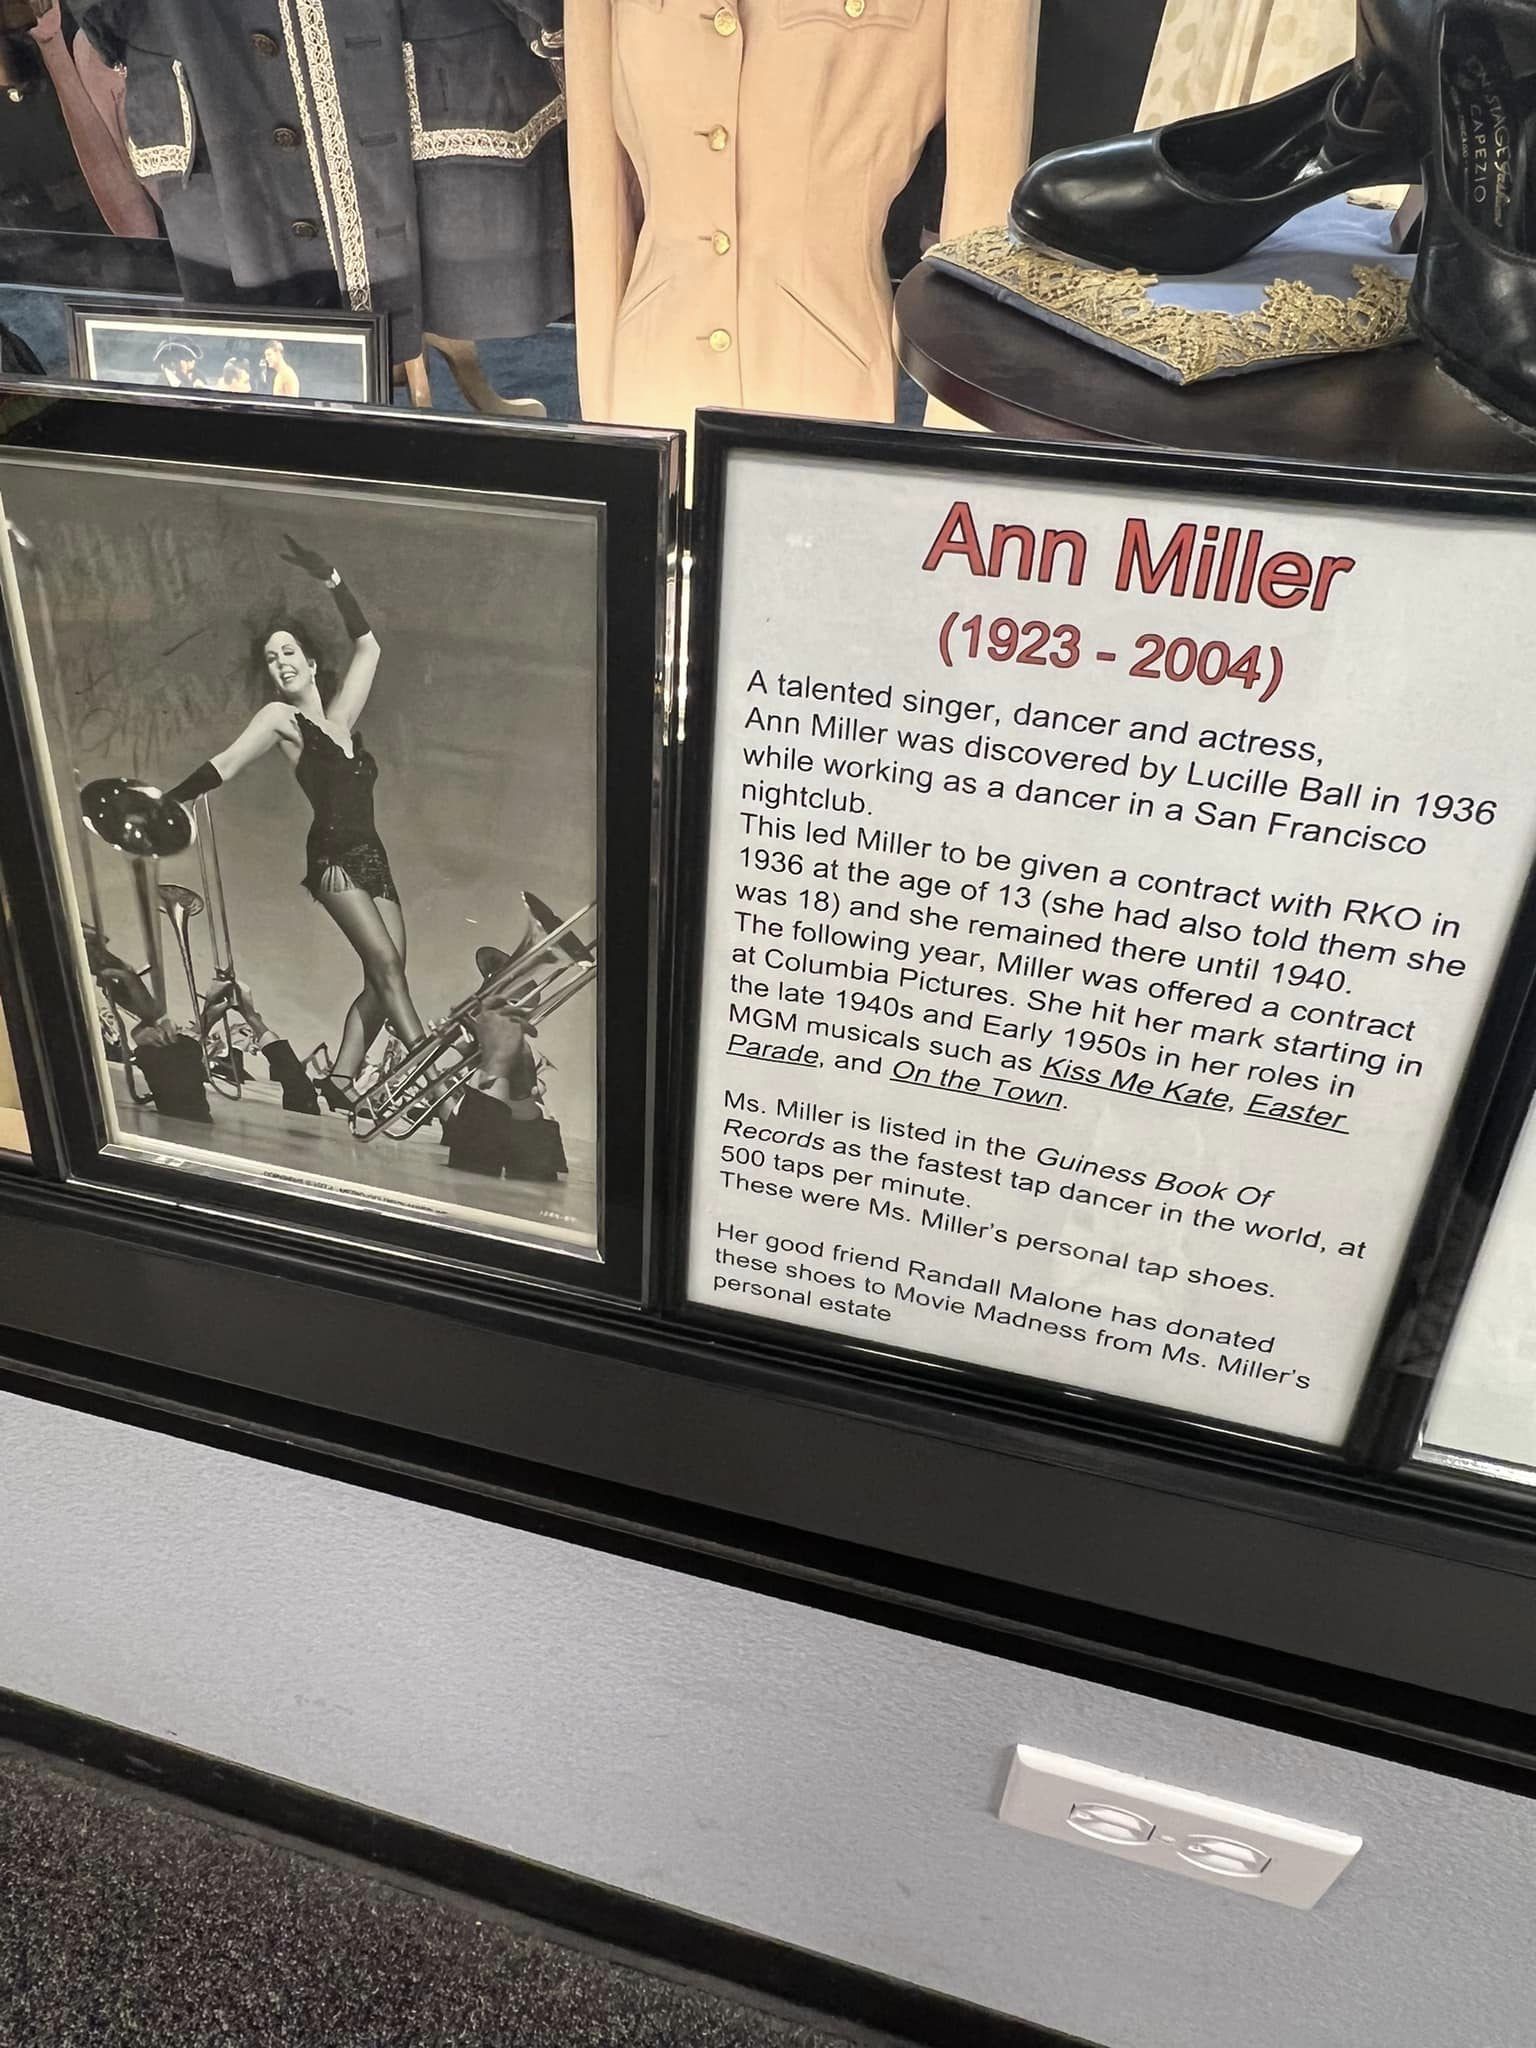 ON STAGE
CAPEZIO
Ann Miller
(1923 - 2004)
A talented singer, dancer and actress,
Ann Miller was discovered by Lucille Ball in 1936
while working as a dancer in a San Francisco
nightclub.
This led Miller to be given a contract with RKO in
1936 at the age of 13 (she had also told them she
was 18) and she remained there until 1940.
The following year, Miller was offered a contract
at Columbia Pictures. She hit her mark starting in
the late 1940s and Early 1950s in her roles in
MGM musicals such as Kiss Me Kate, Easter
Parade, and On the Town.
Ms. Miller is listed in the Guiness Book Of
Records as the fastest tap dancer in the world, at
500 taps per minute.
These were Ms. Miller's personal tap shoes.
Her good friend Randall Malone has donated
these shoes to Movie Madness from Ms. Miller's
personal estate